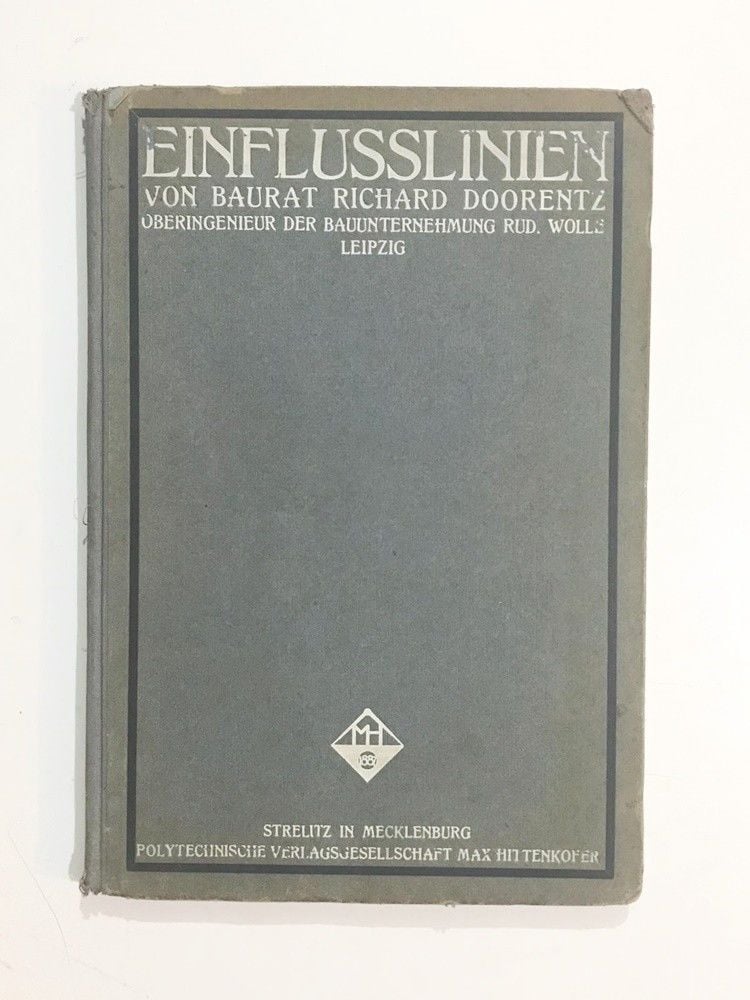 EINFLUSSLINIEN
VON BAURAT RICHARD DOORENTZ
OBERINGENIEUR DER BAUUNTERNEHMUNG RUD. WOLLE
LEIPZIG
MH
1887
STRELITZ IN MECKLENBURG
POLYTECHNISCHE VERLAGSGESELLSCHAFT MAX HITTENKOFER